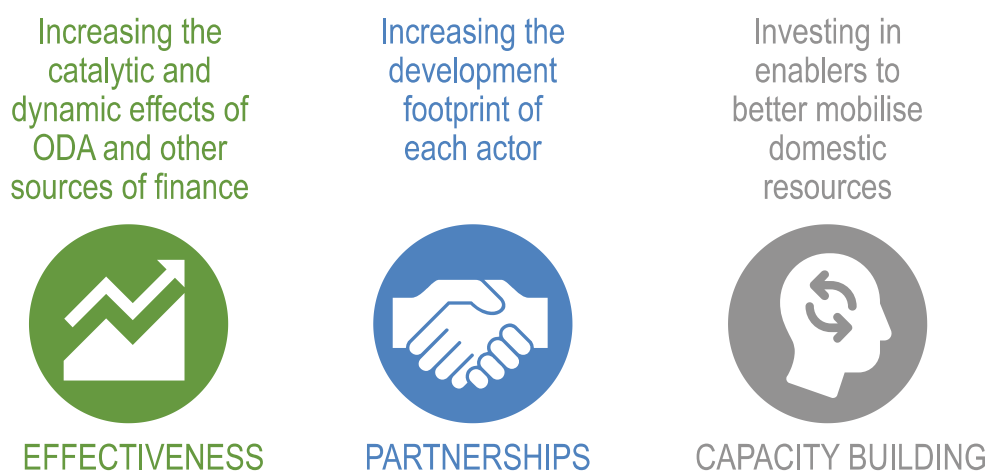 Increasing the
catalytic and
dynamic effects of
ODA and other
sources of finance
EFFECTIVENESS
Increasing the
development
footprint of
each actor
PARTNERSHIPS
Investing in
enablers to
better mobilise
domestic
resources
CAPACITY BUILDING